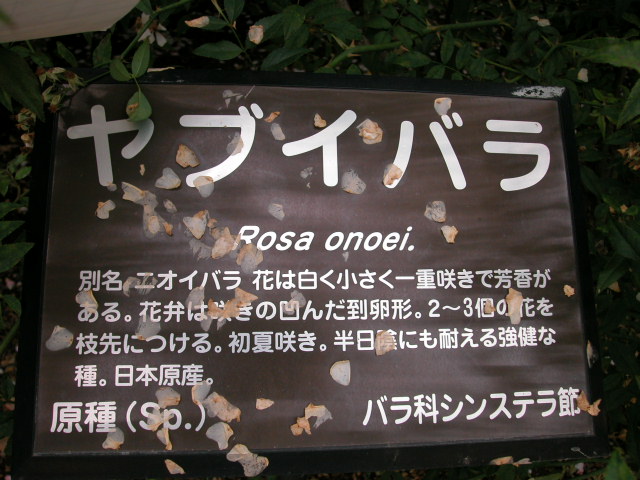 ヤブイバラ
Rosa onoei.
別名 ニオイバラ 花は白く小さく一重咲きで芳香が
ある。花弁は きの凹んだ到卵形。2～3個の花を
枝先につける。初夏咲き。半日陰にも耐える強健な
種。日本原産。
原種(Sp.)
バラ科シンステラ節